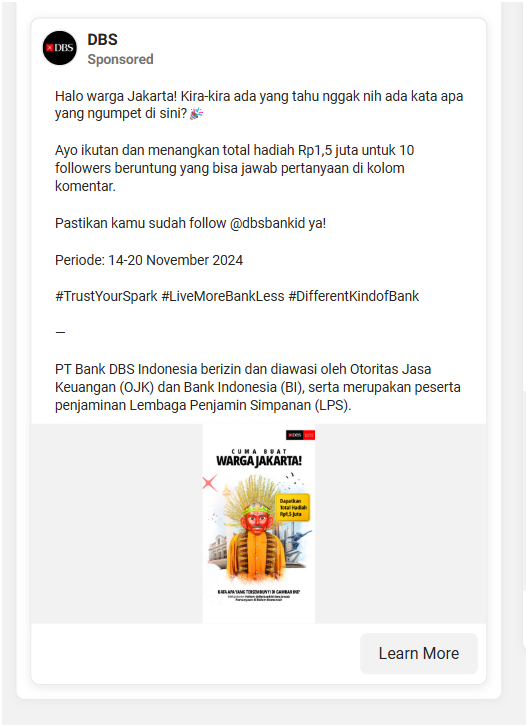 DBS
Sponsored
Halo warga Jakarta! Kira-kira ada yang tahu nggak nih ada kata apa
yang ngumpet di sini? 🎉
Ayo ikutan dan menangkan total hadiah Rp1,5 juta untuk 10
followers beruntung yang bisa jawab pertanyaan di kolom
komentar.
Pastikan kamu sudah follow @dbsbankid ya!
Periode: 14-20 November 2024
#TrustYourSpark #LiveMoreBankLess #DifferentKindofBank
—
PT Bank DBS Indonesia berizin dan diawasi oleh Otoritas Jasa
Keuangan (OJK) dan Bank Indonesia (BI), serta merupakan peserta
penjaminan Lembaga Penjamin Simpanan (LPS).
DBS
CUMA BUAT
WARGA JAKARTA!
Dapatkan
Total Hadiah
Rp1,5 Juta
KATA APA YANG TERSEMBUNYI DI GAMBAR INI?
Learn More